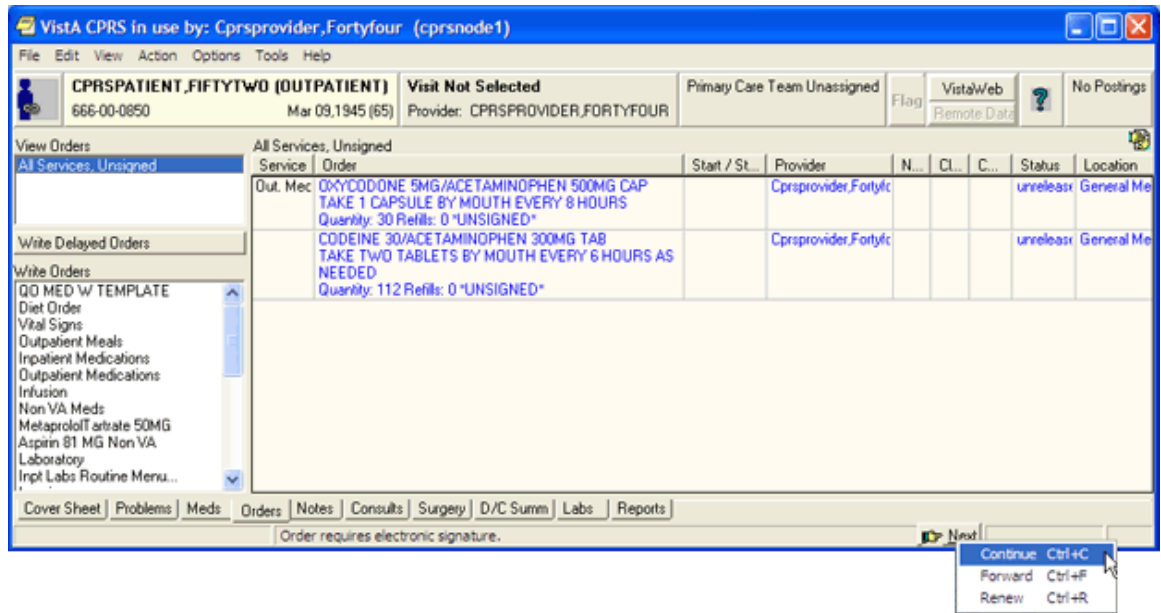 VistA CPRS in use by: Cprsprovider,Fortyfour (cprsnode1)
File Edit View Action Options Tools Help
CPRSPATIENT,FIFTYTWO (OUTPATIENT)
666-00-0850 Mar 09,1945 (65)
Visit Not Selected
Provider: CPRSPROVIDER,FORTYFOUR
Primary Care Team Unassigned
Flag
VistaWeb
Remote Data
?
No Postings
View Orders
All Services, Unsigned
Write Delayed Orders
Write Orders
QO MED W TEMPLATE
Diet Order
Vital Signs
Outpatient Meals
Inpatient Medications
Outpatient Medications
Infusion
Non VA Meds
MetaprololTartrate 50MG
Aspirin 81 MG Non VA
Laboratory
Inpt Labs Routine Menu...
All Services, Unsigned
Service Order Start / St... Provider N... Cl... C... Status Location
Out. Mec OXYCODONE 5MG/ACETAMINOPHEN 500MG CAP Cprsprovider,Fortyfc unrelease General Me
TAKE 1 CAPSULE BY MOUTH EVERY 8 HOURS
Quantity: 30 Refills: 0 *UNSIGNED*
CODEINE 30/ACETAMINOPHEN 300MG TAB Cprsprovider,Fortyfc unrelease General Me
TAKE TWO TABLETS BY MOUTH EVERY 6 HOURS AS
NEEDED
Quantity: 112 Refills: 0 *UNSIGNED*
Cover Sheet Problems Meds Orders Notes Consults Surgery D/C Summ Labs Reports
Order requires electronic signature.
Next
Continue Ctrl+C
Forward Ctrl+F
Renew Ctrl+R